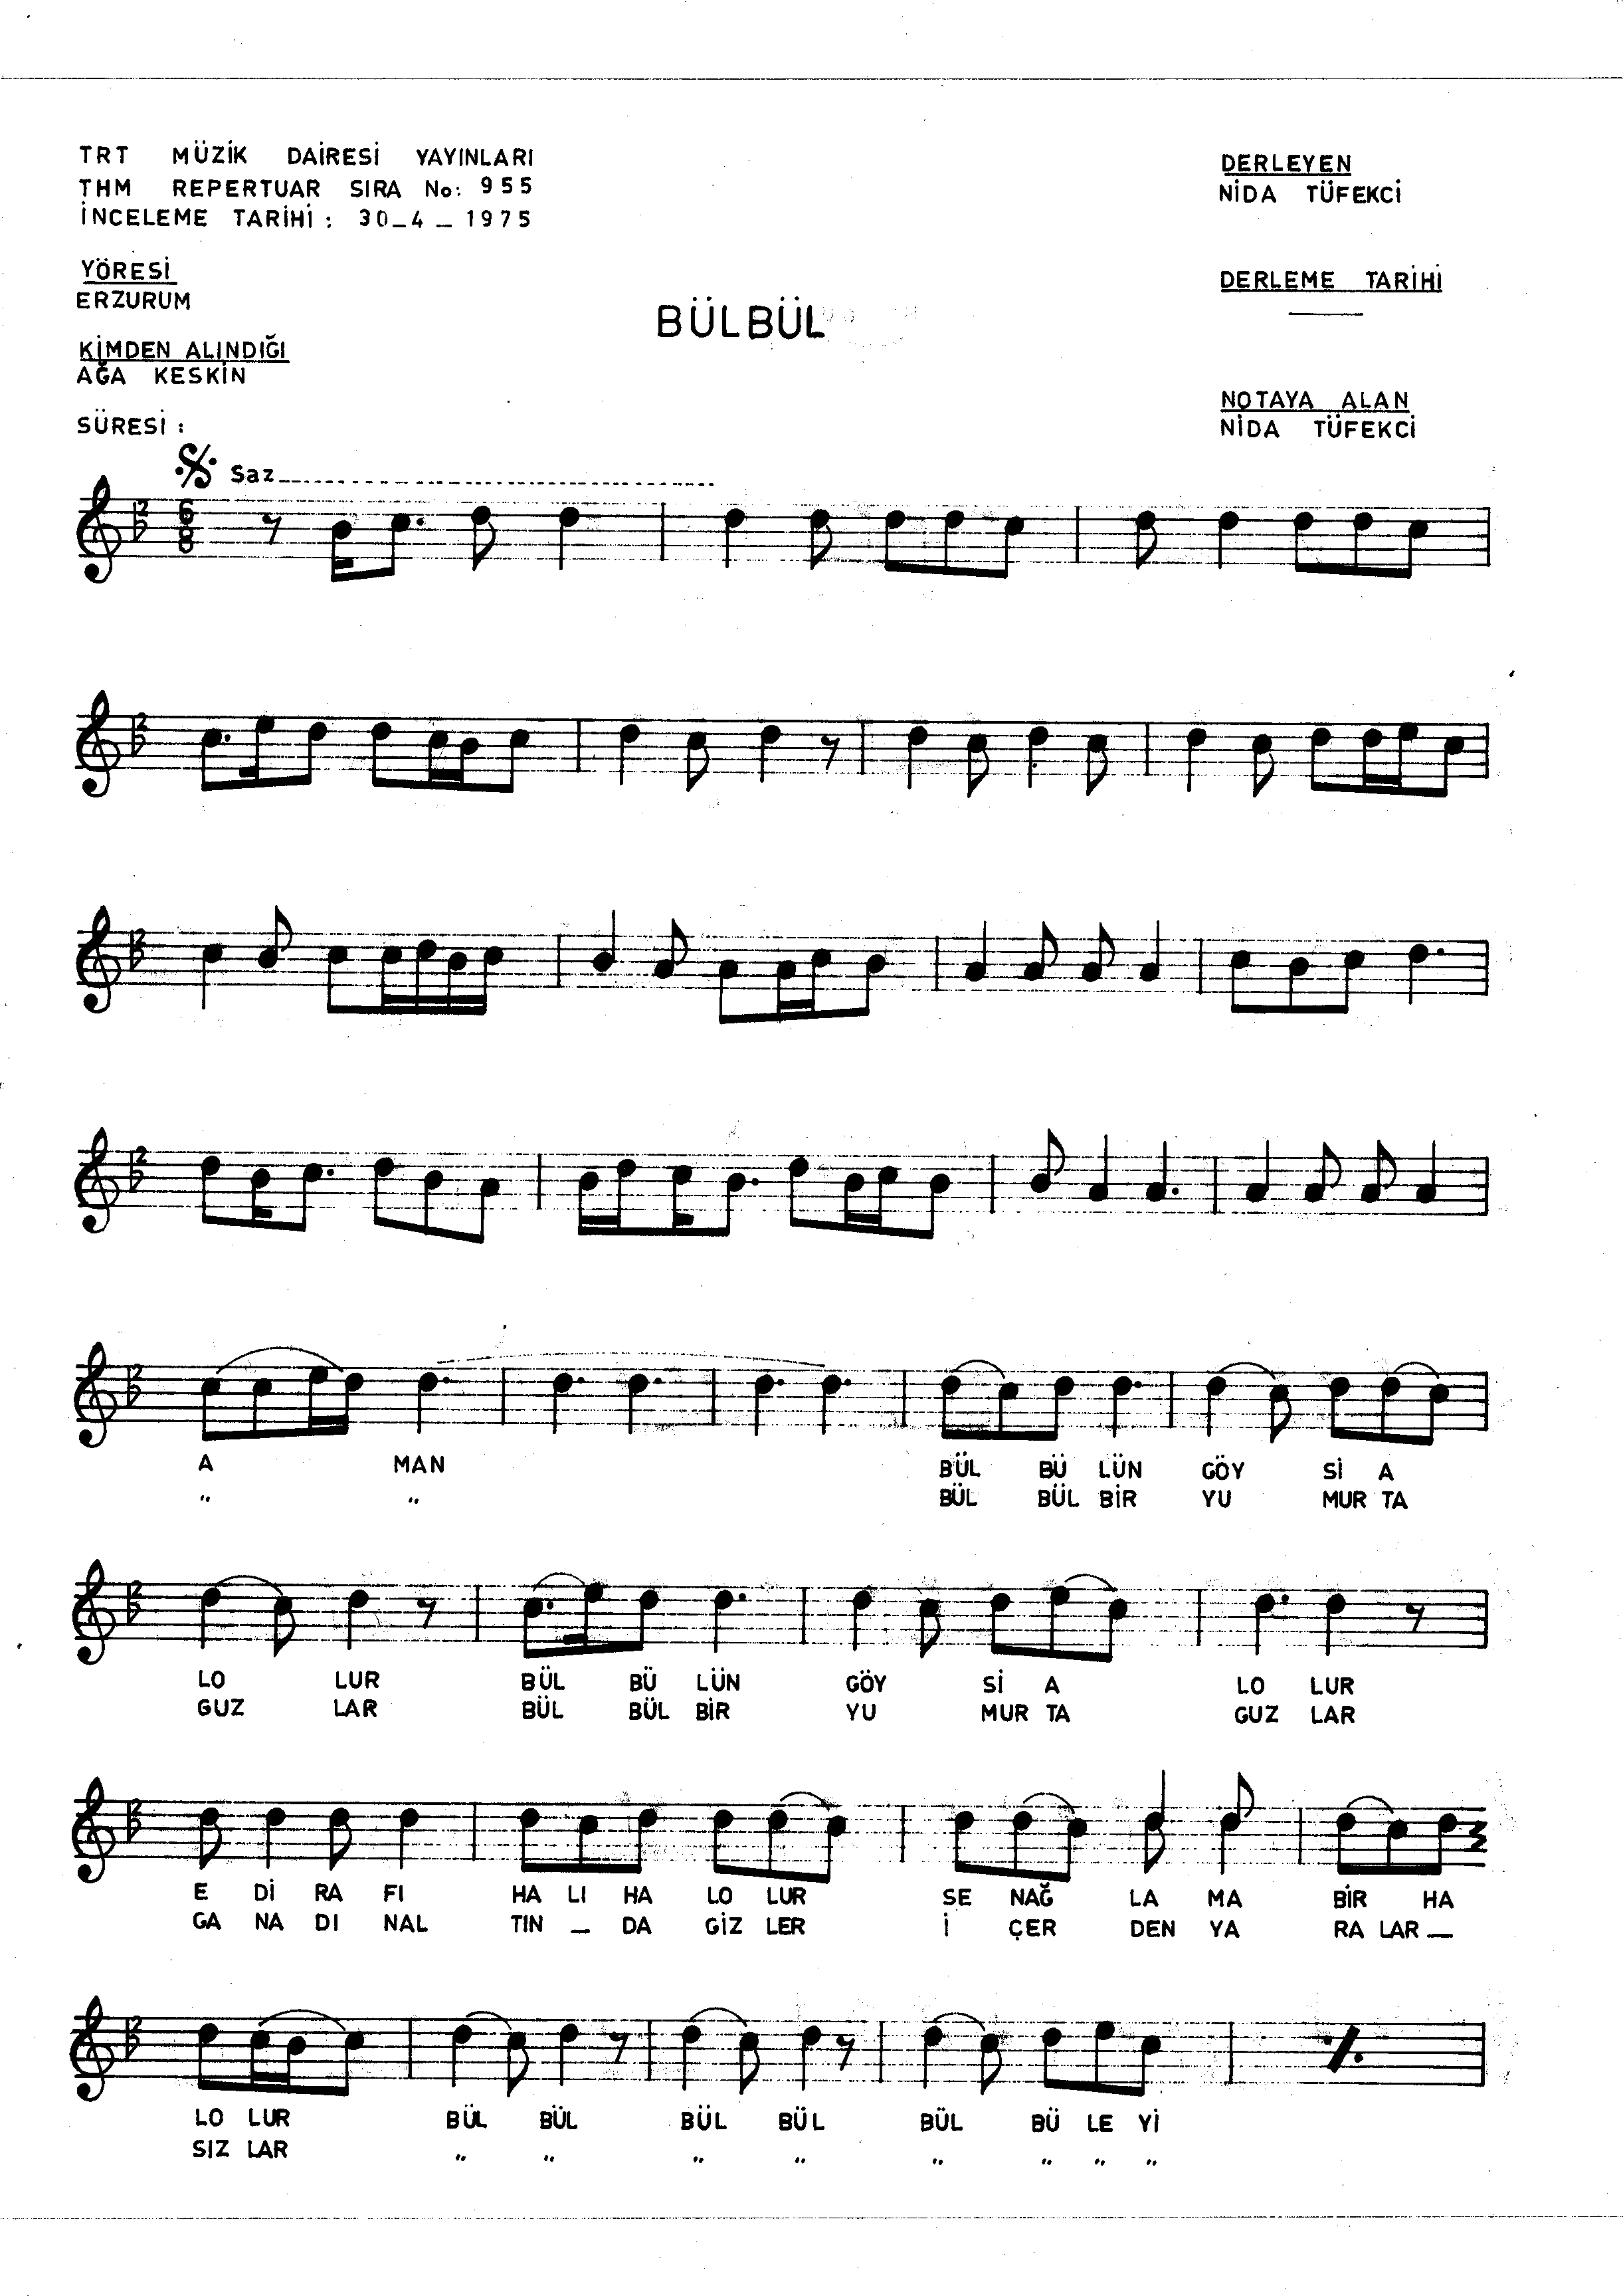 TRT MÜZİK DAİRESİ YAYINLARI
THM REPERTUAR SIRA No: 955
İNCELEME TARİHİ : 30_4_1975
DERLEYEN
NİDA TÜFEKCİ
YÖRESİ
ERZURUM
DERLEME TARİHİ
BÜLBÜL
KİMDEN ALINDIĞI
AĞA KESKİN
NOTAYA ALAN
NİDA TÜFEKCİ
SÜRESİ :
Saz
6
8
A MAN BÜL BÜ LÜN GÖY Sİ A
" " BÜL BÜL BİR YU MUR TA
LO LUR BÜL BÜ LÜN GÖY Sİ A LO LUR
GUZ LAR BÜL BÜL BİR YU MUR TA GUZ LAR
E Dİ RA FI HA LI HA LO LUR SE NAĞ LA MA BİR HA
GA NA DI NAL TIN _ DA GİZ LER İ ÇER DEN YA RA LAR _
LO LUR BÜL BÜL BÜL BÜL BÜL BÜ LE Yİ
SIZ LAR " " " " " " " "